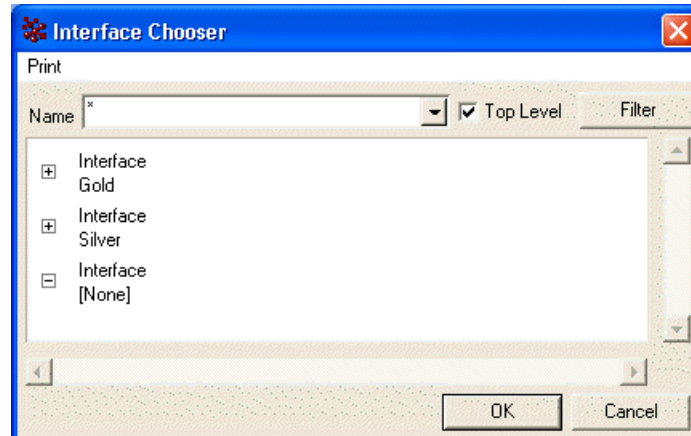 Interface Chooser
Print
Name * Top Level Filter
Interface
Gold
Interface
Silver
Interface
[None]
OK Cancel